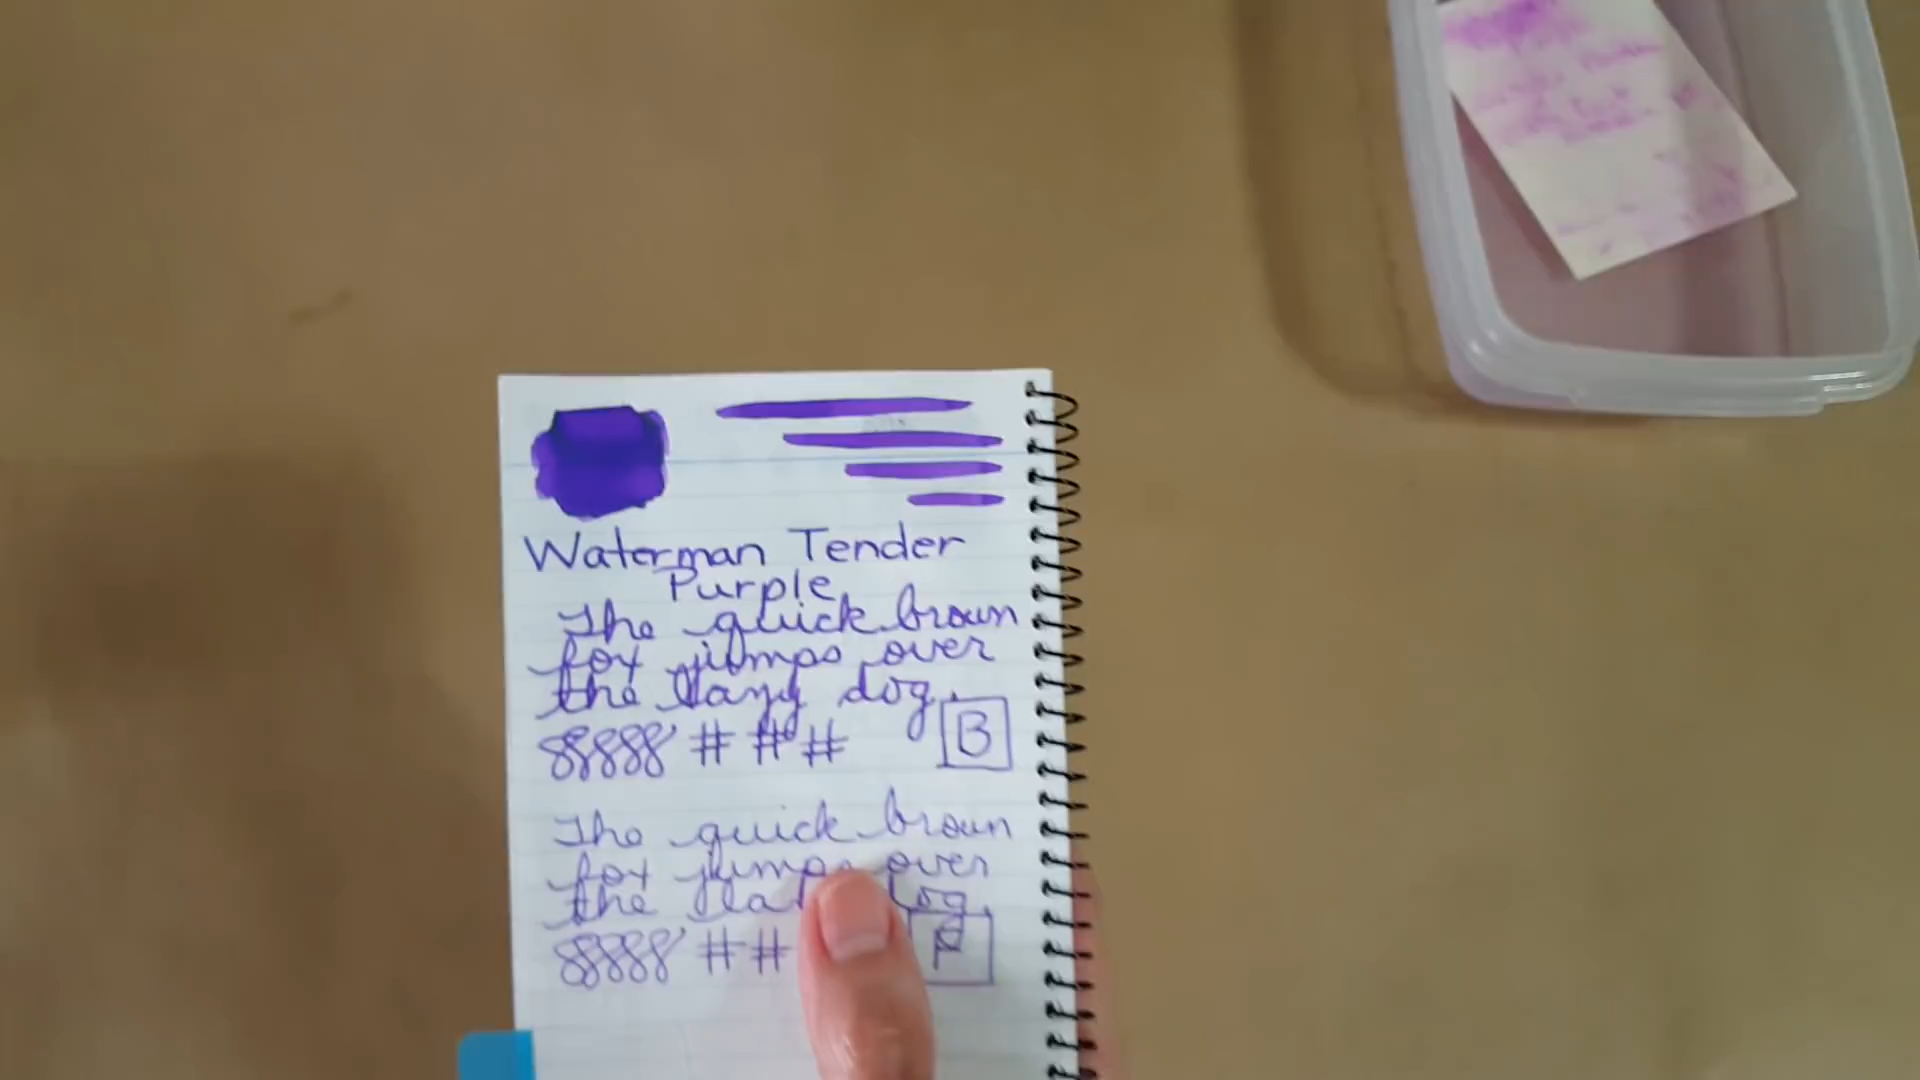 Waterman Tender
Purple
The quick brown
fox jumps over
the lazy dog.
88888 # # #
B
The quick brown
fox jumps over
the
88888 # #
F